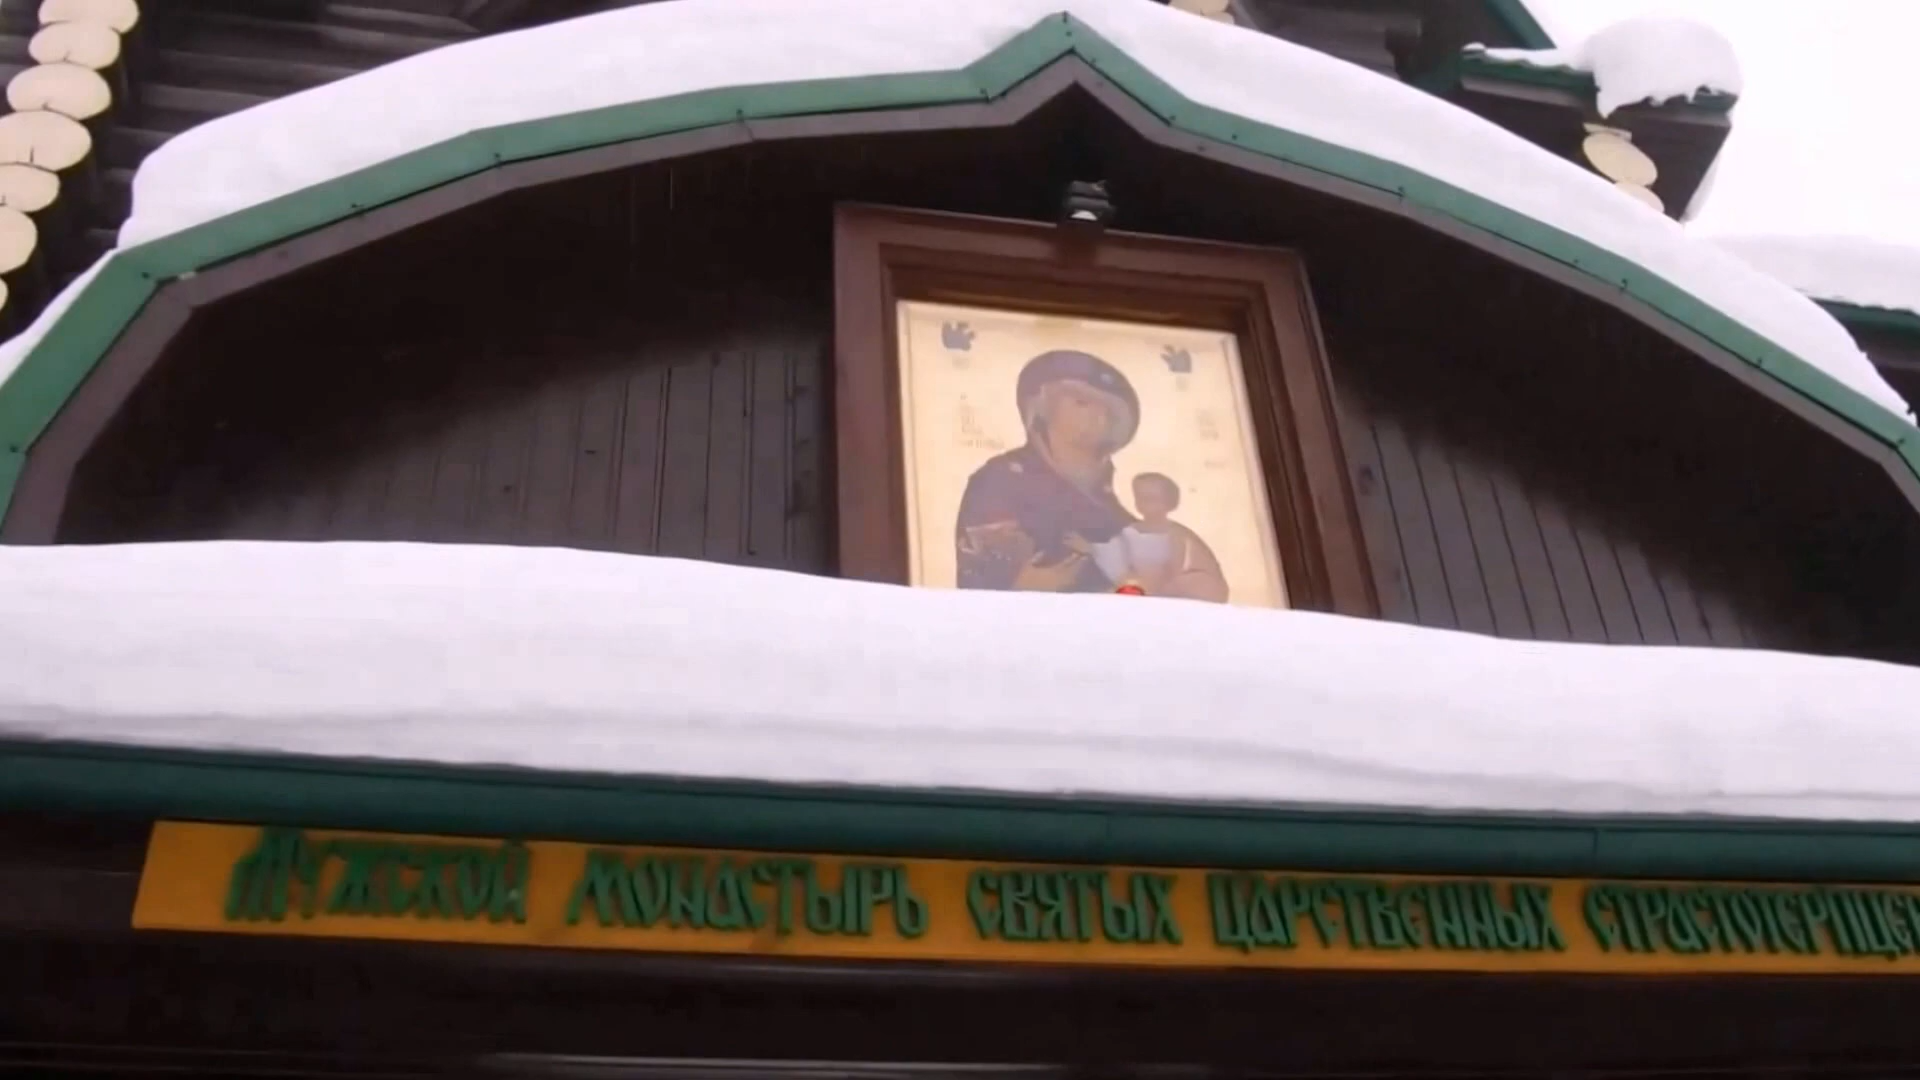 Мужской монастырь святых царственных страстотерпцев